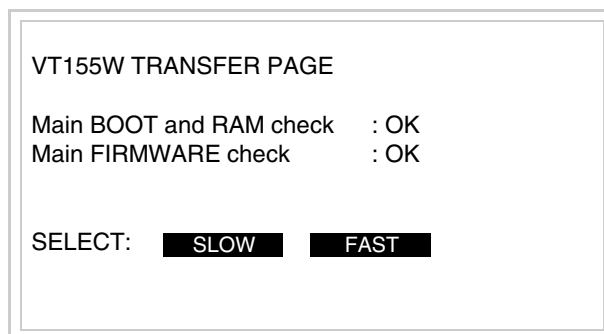 VT155W TRANSFER PAGE
Main BOOT and RAM check : OK
Main FIRMWARE check : OK
SELECT: SLOW FAST